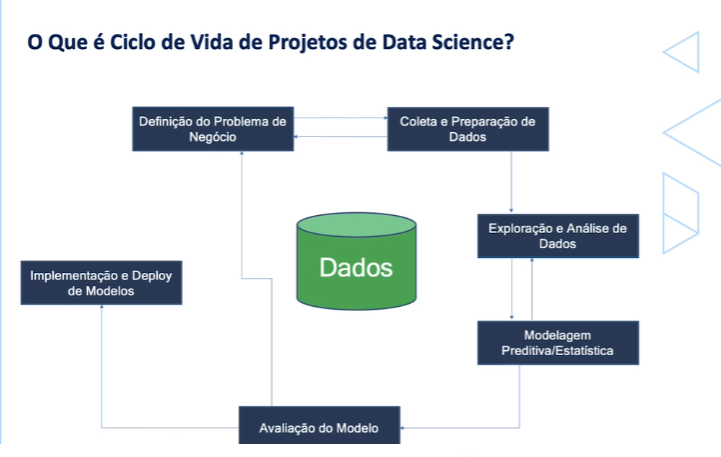 O Que é Ciclo de Vida de Projetos de Data Science?
Definição do Problema de
Negócio
Coleta e Preparação de
Dados
Exploração e Análise de
Dados
Dados
Implementação e Deploy
de Modelos
Modelagem
Preditiva/Estatística
Avaliação do Modelo